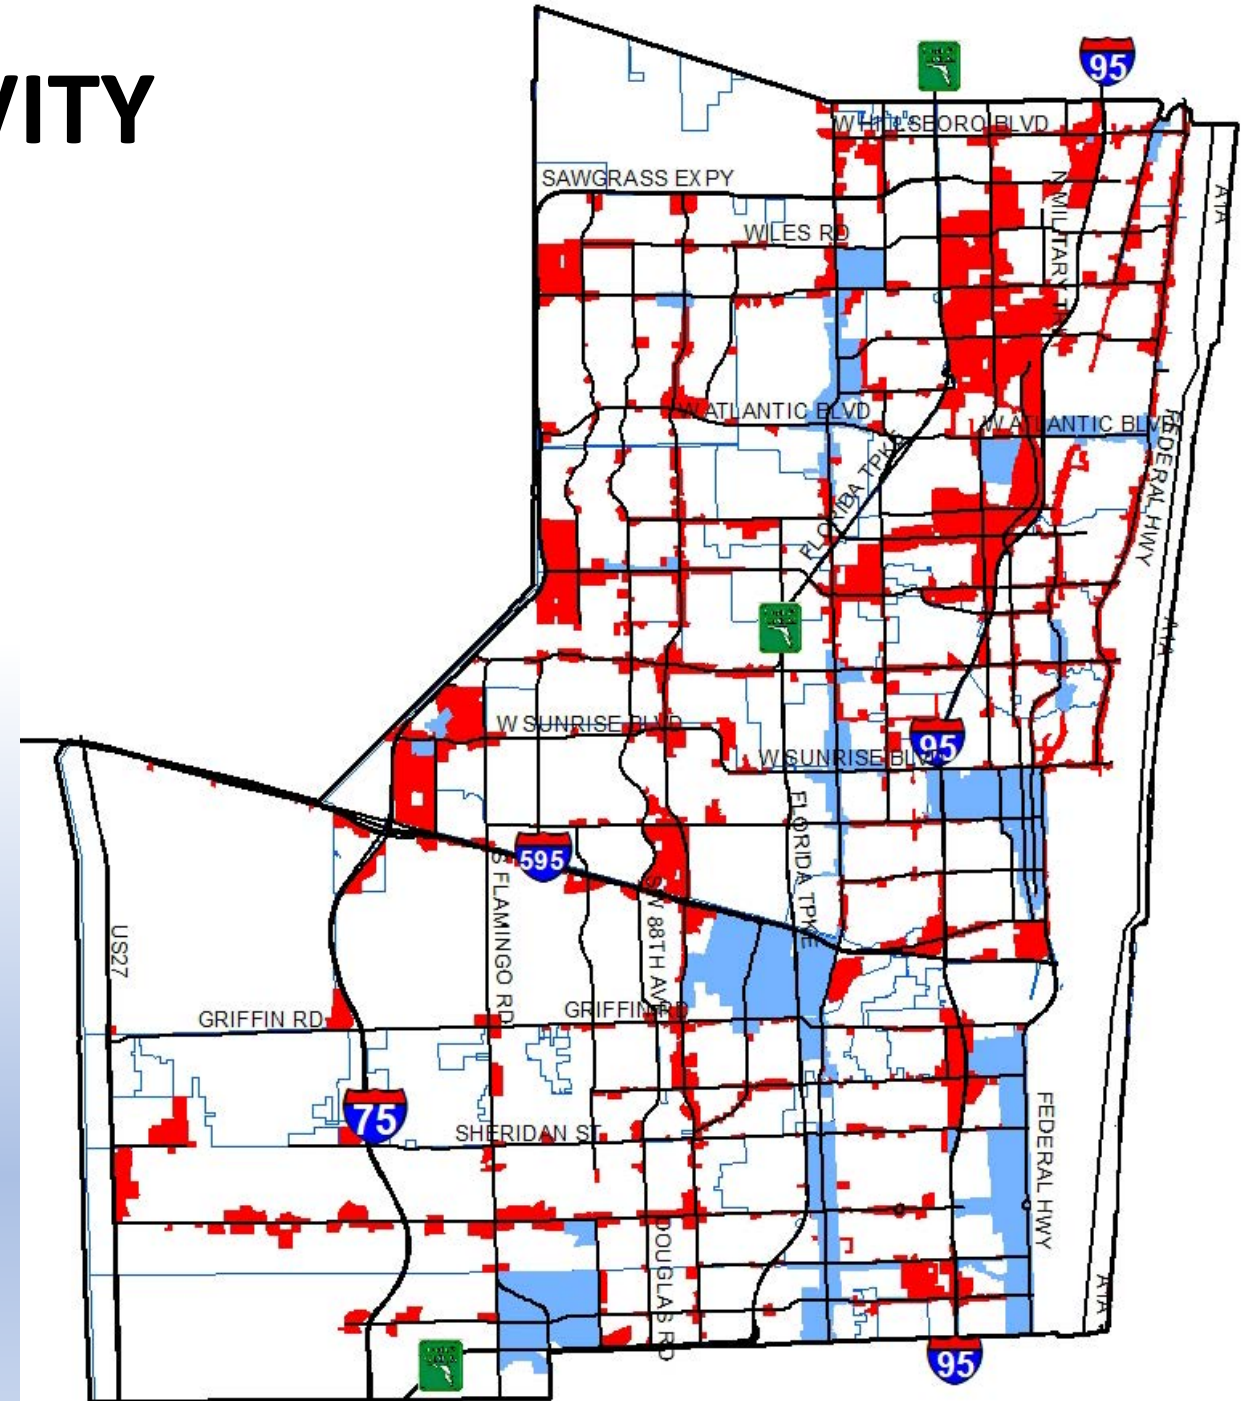 VITY
95
W HILLSBORO BLVD
SAWGRASS EXPY
A1A
WILES RD
N MILITARY TRL
W ATLANTIC BLVD
W ATLANTIC BLVD
FEDERAL HWY
FLORIDA TPKE
A1A
W SUNRISE BLVD
95
W SUNRISE BLVD
FLORIDA TPKE
595
S FLAMINGO RD
SW 88TH AVE
US27
GRIFFIN RD
GRIFFIN RD
75
SHERIDAN ST
FEDERAL HWY
DOUGLAS RD
A1A
95